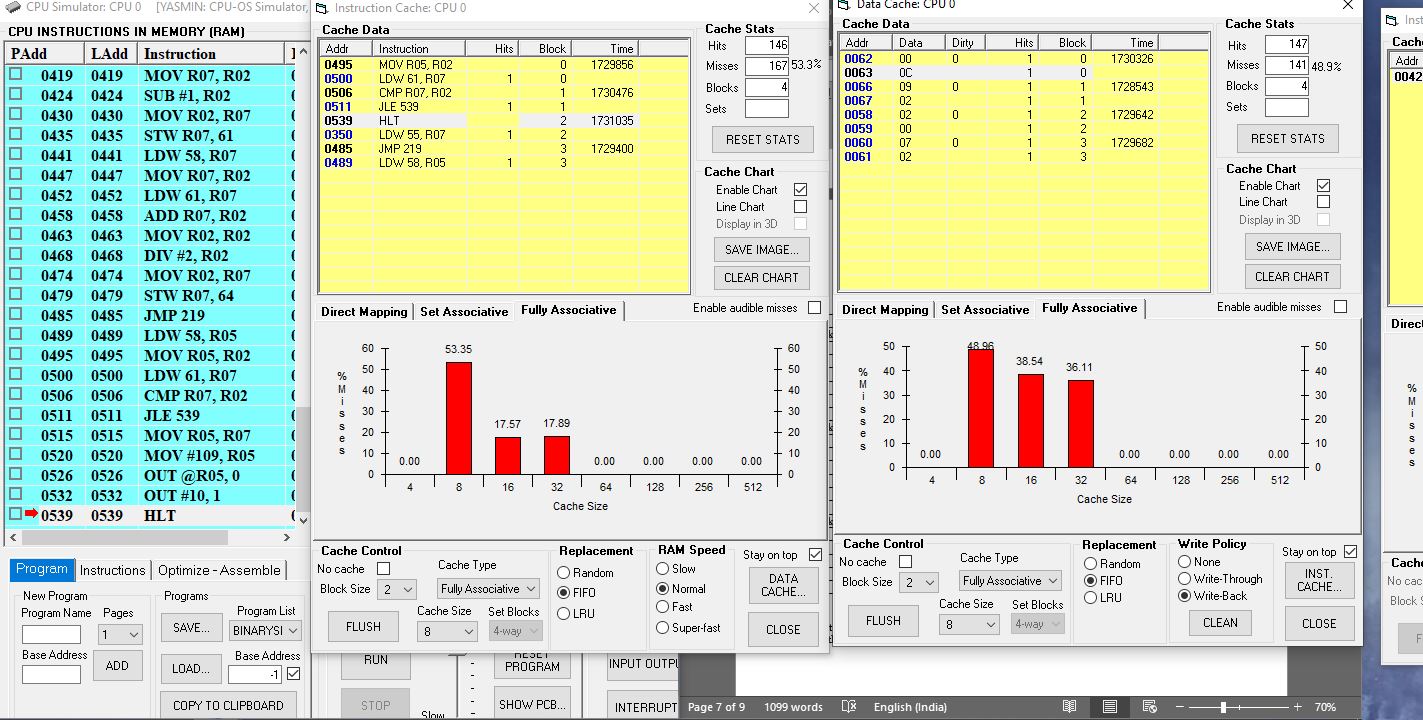 CPU Simulator: CPU 0 [YASMIN: CPU-OS Simulator,
CPU INSTRUCTIONS IN MEMORY (RAM)
PAdd LAdd Instruction
0419 0419 MOV R07, R02
0424 0424 SUB #1, R02
0430 0430 MOV R02, R07
0435 0435 STW R07, 61
0441 0441 LDW 58, R07
0447 0447 MOV R07, R02
0452 0452 LDW 61, R07
0458 0458 ADD R07, R02
0463 0463 MOV R02, R02
0468 0468 DIV #2, R02
0474 0474 MOV R02, R07
0479 0479 STW R07, 64
0485 0485 JMP 219
0489 0489 LDW 58, R05
0495 0495 MOV R05, R02
0500 0500 LDW 61, R07
0506 0506 CMP R07, R02
0511 0511 JLE 539
0515 0515 MOV R05, R07
0520 0520 MOV #109, R05
0526 0526 OUT @R05, 0
0532 0532 OUT #10, 1
0539 0539 HLT
Program Instructions Optimize - Assemble
New Program
Program Name Pages
1
Base Address
ADD
Programs
SAVE...
Program List
BINARYSI
LOAD...
Base Address
-1
COPY TO CLIPBOARD
Instruction Cache: CPU 0
Cache Data
Addr Instruction Hits Block Time
0495 MOV R05, R02 0 1729856
0500 LDW 61, R07 1 0
0506 CMP R07, R02 1 1730476
0511 JLE 539 1 1
0539 HLT 2 1731035
0350 LDW 55, R07 1 2
0485 JMP 219 3 1729400
0489 LDW 58, R05 1 3
Cache Stats
Hits 146
Misses 167 53.3%
Blocks 4
Sets
RESET STATS
Cache Chart
Enable Chart
Line Chart
Display in 3D
SAVE IMAGE...
CLEAR CHART
Enable audible misses
Direct Mapping Set Associative Fully Associative
60
50
40
30
20
10
0
% Misses
0.00 53.35 17.57 17.89 0.00 0.00 0.00 0.00
60
50
40
30
20
10
0
4 8 16 32 64 128 256 512
Cache Size
Cache Control
No cache
Block Size 2
FLUSH
Cache Type
Fully Associative
Cache Size Set Blocks
8 4-way
Replacement
Random
FIFO
LRU
RAM Speed
Slow
Normal
Fast
Super-fast
Stay on top
DATA CACHE...
CLOSE
RUN
STOP
Slow
RESET PROGRAM
SHOW PCB...
INPUT OUTPU
INTERRUPT
Data Cache: CPU 0
Cache Data
Addr Data Dirty Hits Block Time
0062 00 0 1 0 1730326
0063 0C 1 0
0066 09 0 1 1 1728543
0067 02 1 1
0058 02 0 1 2 1729642
0059 00 1 2
0060 07 0 1 3 1729682
0061 02 1 3
Cache Stats
Hits 147
Misses 141 48.9%
Blocks 4
Sets
RESET STATS
Cache Chart
Enable Chart
Line Chart
Display in 3D
SAVE IMAGE...
CLEAR CHART
Enable audible misses
Direct Mapping Set Associative Fully Associative
50
40
30
20
10
0
% Misses
0.00 48.96 38.54 36.11 0.00 0.00 0.00 0.00
50
40
30
20
10
0
4 8 16 32 64 128 256 512
Cache Size
Cache Control
No cache
Block Size 2
FLUSH
Cache Type
Fully Associative
Cache Size Set Blocks
8 4-way
Replacement
Random
FIFO
LRU
Write Policy
None
Write-Through
Write-Back
CLEAN
Stay on top
INST. CACHE...
CLOSE
Page 7 of 9 1099 words English (India) 70%
Inst
Cache
Addr
0042
Direct
% Misses
Cache
No cac
Block S
F